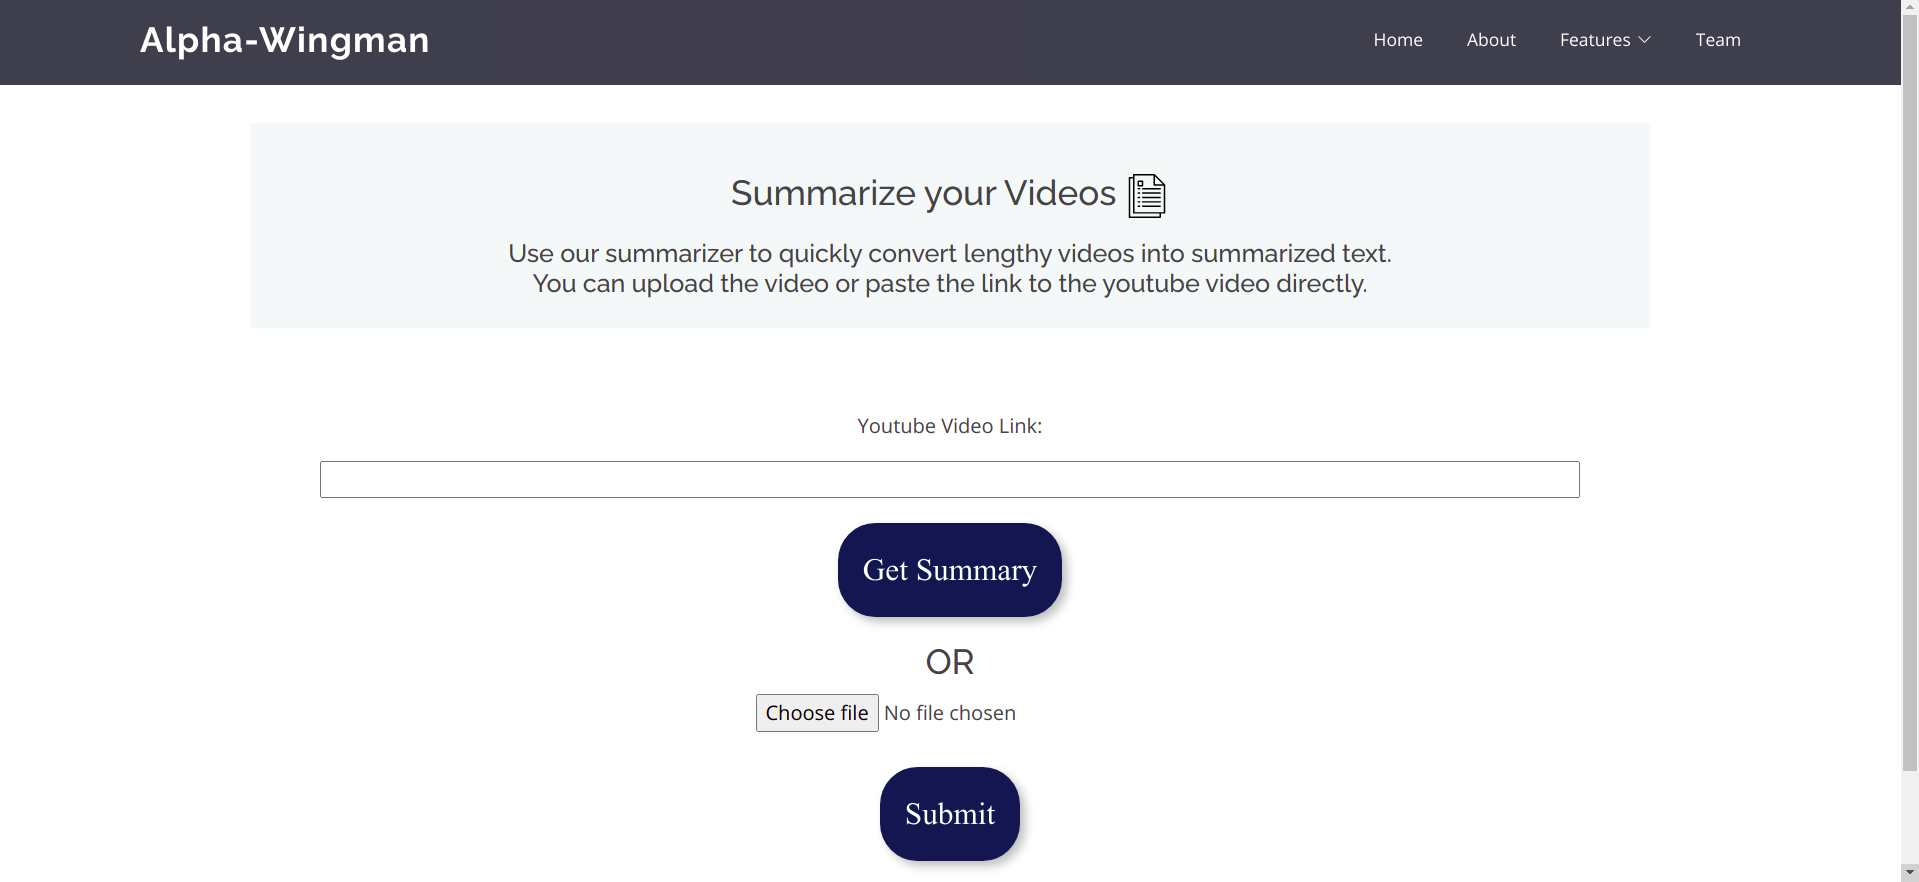 Alpha-Wingman
Home About Features Team
Summarize your Videos
Use our summarizer to quickly convert lengthy videos into summarized text.
You can upload the video or paste the link to the youtube video directly.
Youtube Video Link:
Get Summary
OR
Choose file No file chosen
Submit